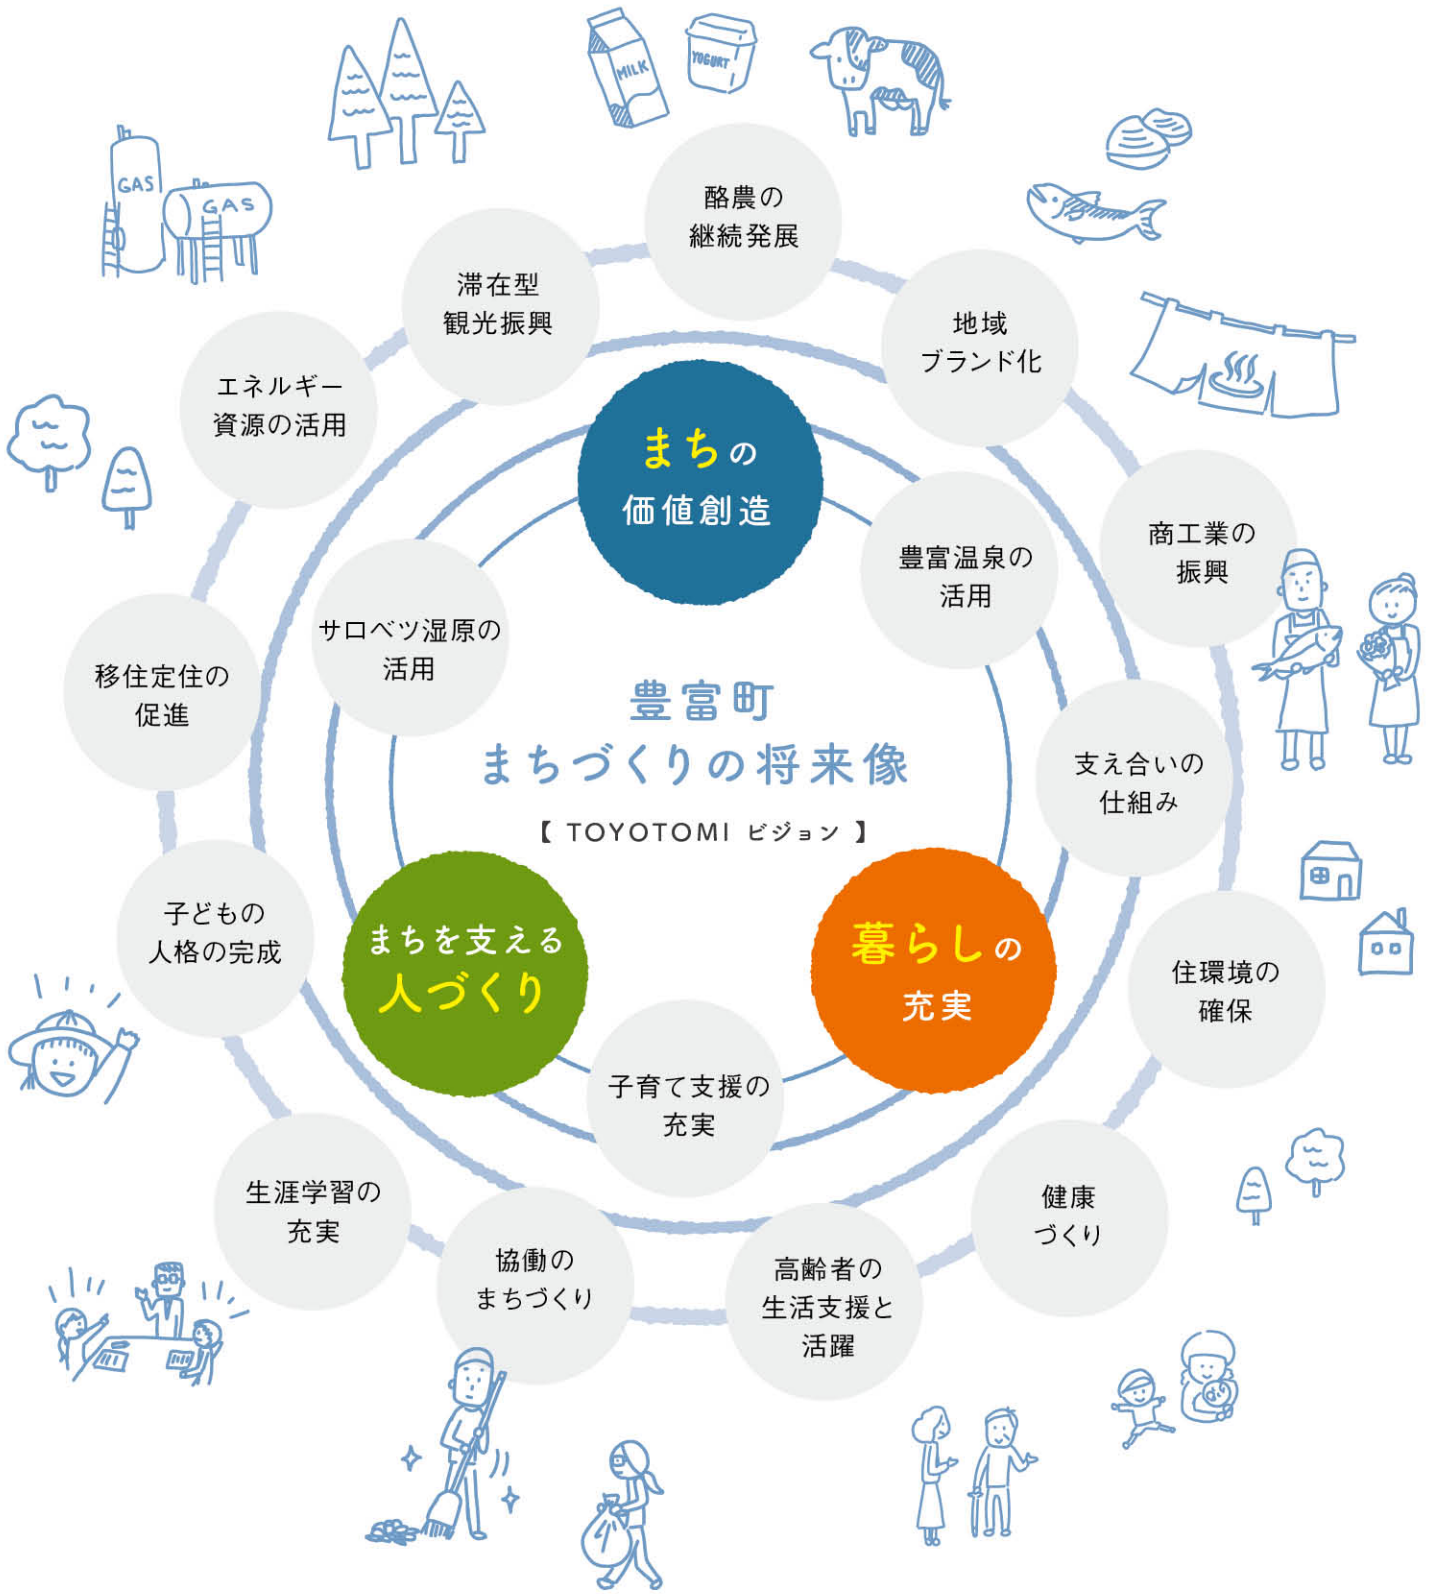 MILK
YOGURT
GAS
GAS
酪農の
継続発展
滞在型
観光振興
地域
ブランド化
エネルギー
資源の活用
まちの
価値創造
商工業の
振興
豊富温泉の
活用
サロベツ湿原の
活用
移住定住の
促進
豊富町
まちづくりの将来像
【 TOYOTOMI ビジョン 】
支え合いの
仕組み
子どもの
人格の完成
まちを支える
人づくり
暮らしの
充実
住環境の
確保
子育て支援の
充実
生涯学習の
充実
健康
づくり
協働の
まちづくり
高齢者の
生活支援と
活躍